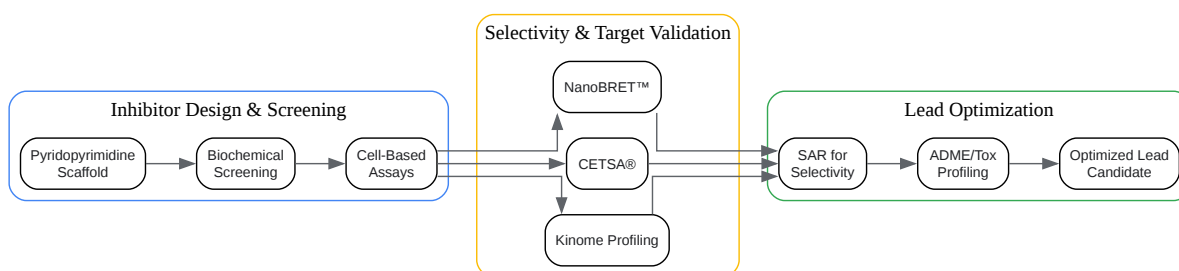 Selectivity & Target Validation
NanoBRET™
Inhibitor Design & Screening
Lead Optimization
Pyridopyrimidine
Scaffold
Biochemical
Screening
Cell-Based
Assays
CETSA®
SAR for
Selectivity
ADME/Tox
Profiling
Optimized Lead
Candidate
Kinome Profiling